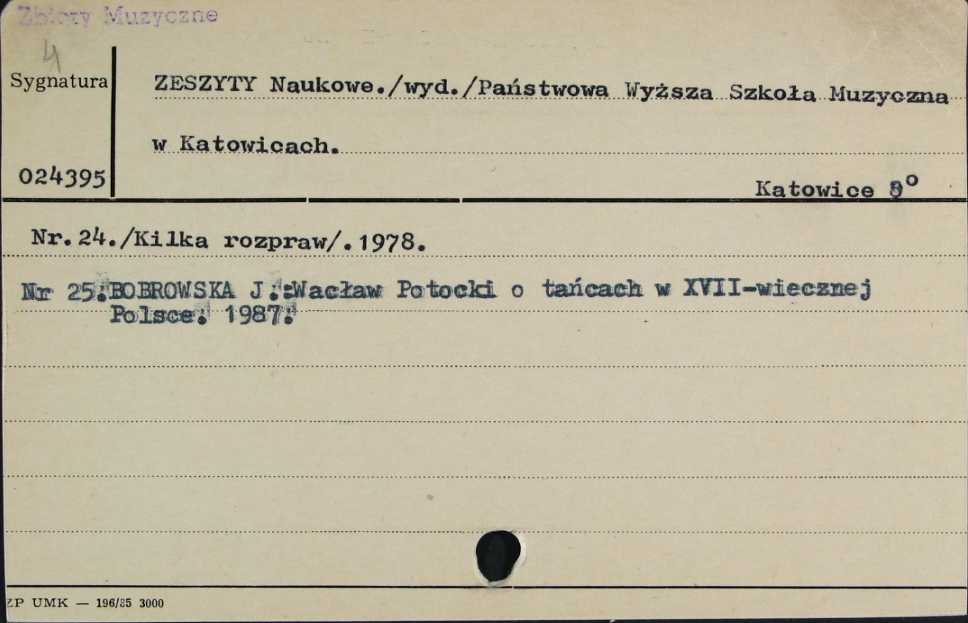 Zbiory Muzyczne
4
Sygnatura
ZESZYTY Naukowe./wyd./Państwowa Wyższa Szkoła Muzyczna
w Katowicach.
024395
Katowice 8°
Nr.24./Kilka rozpraw/.1978.
Nr 25.BOBROWSKA J.:Wacław Potocki o tańcach w XVII-wiecznej
Polsce. 1987.
ZP UMK — 196/85 3000